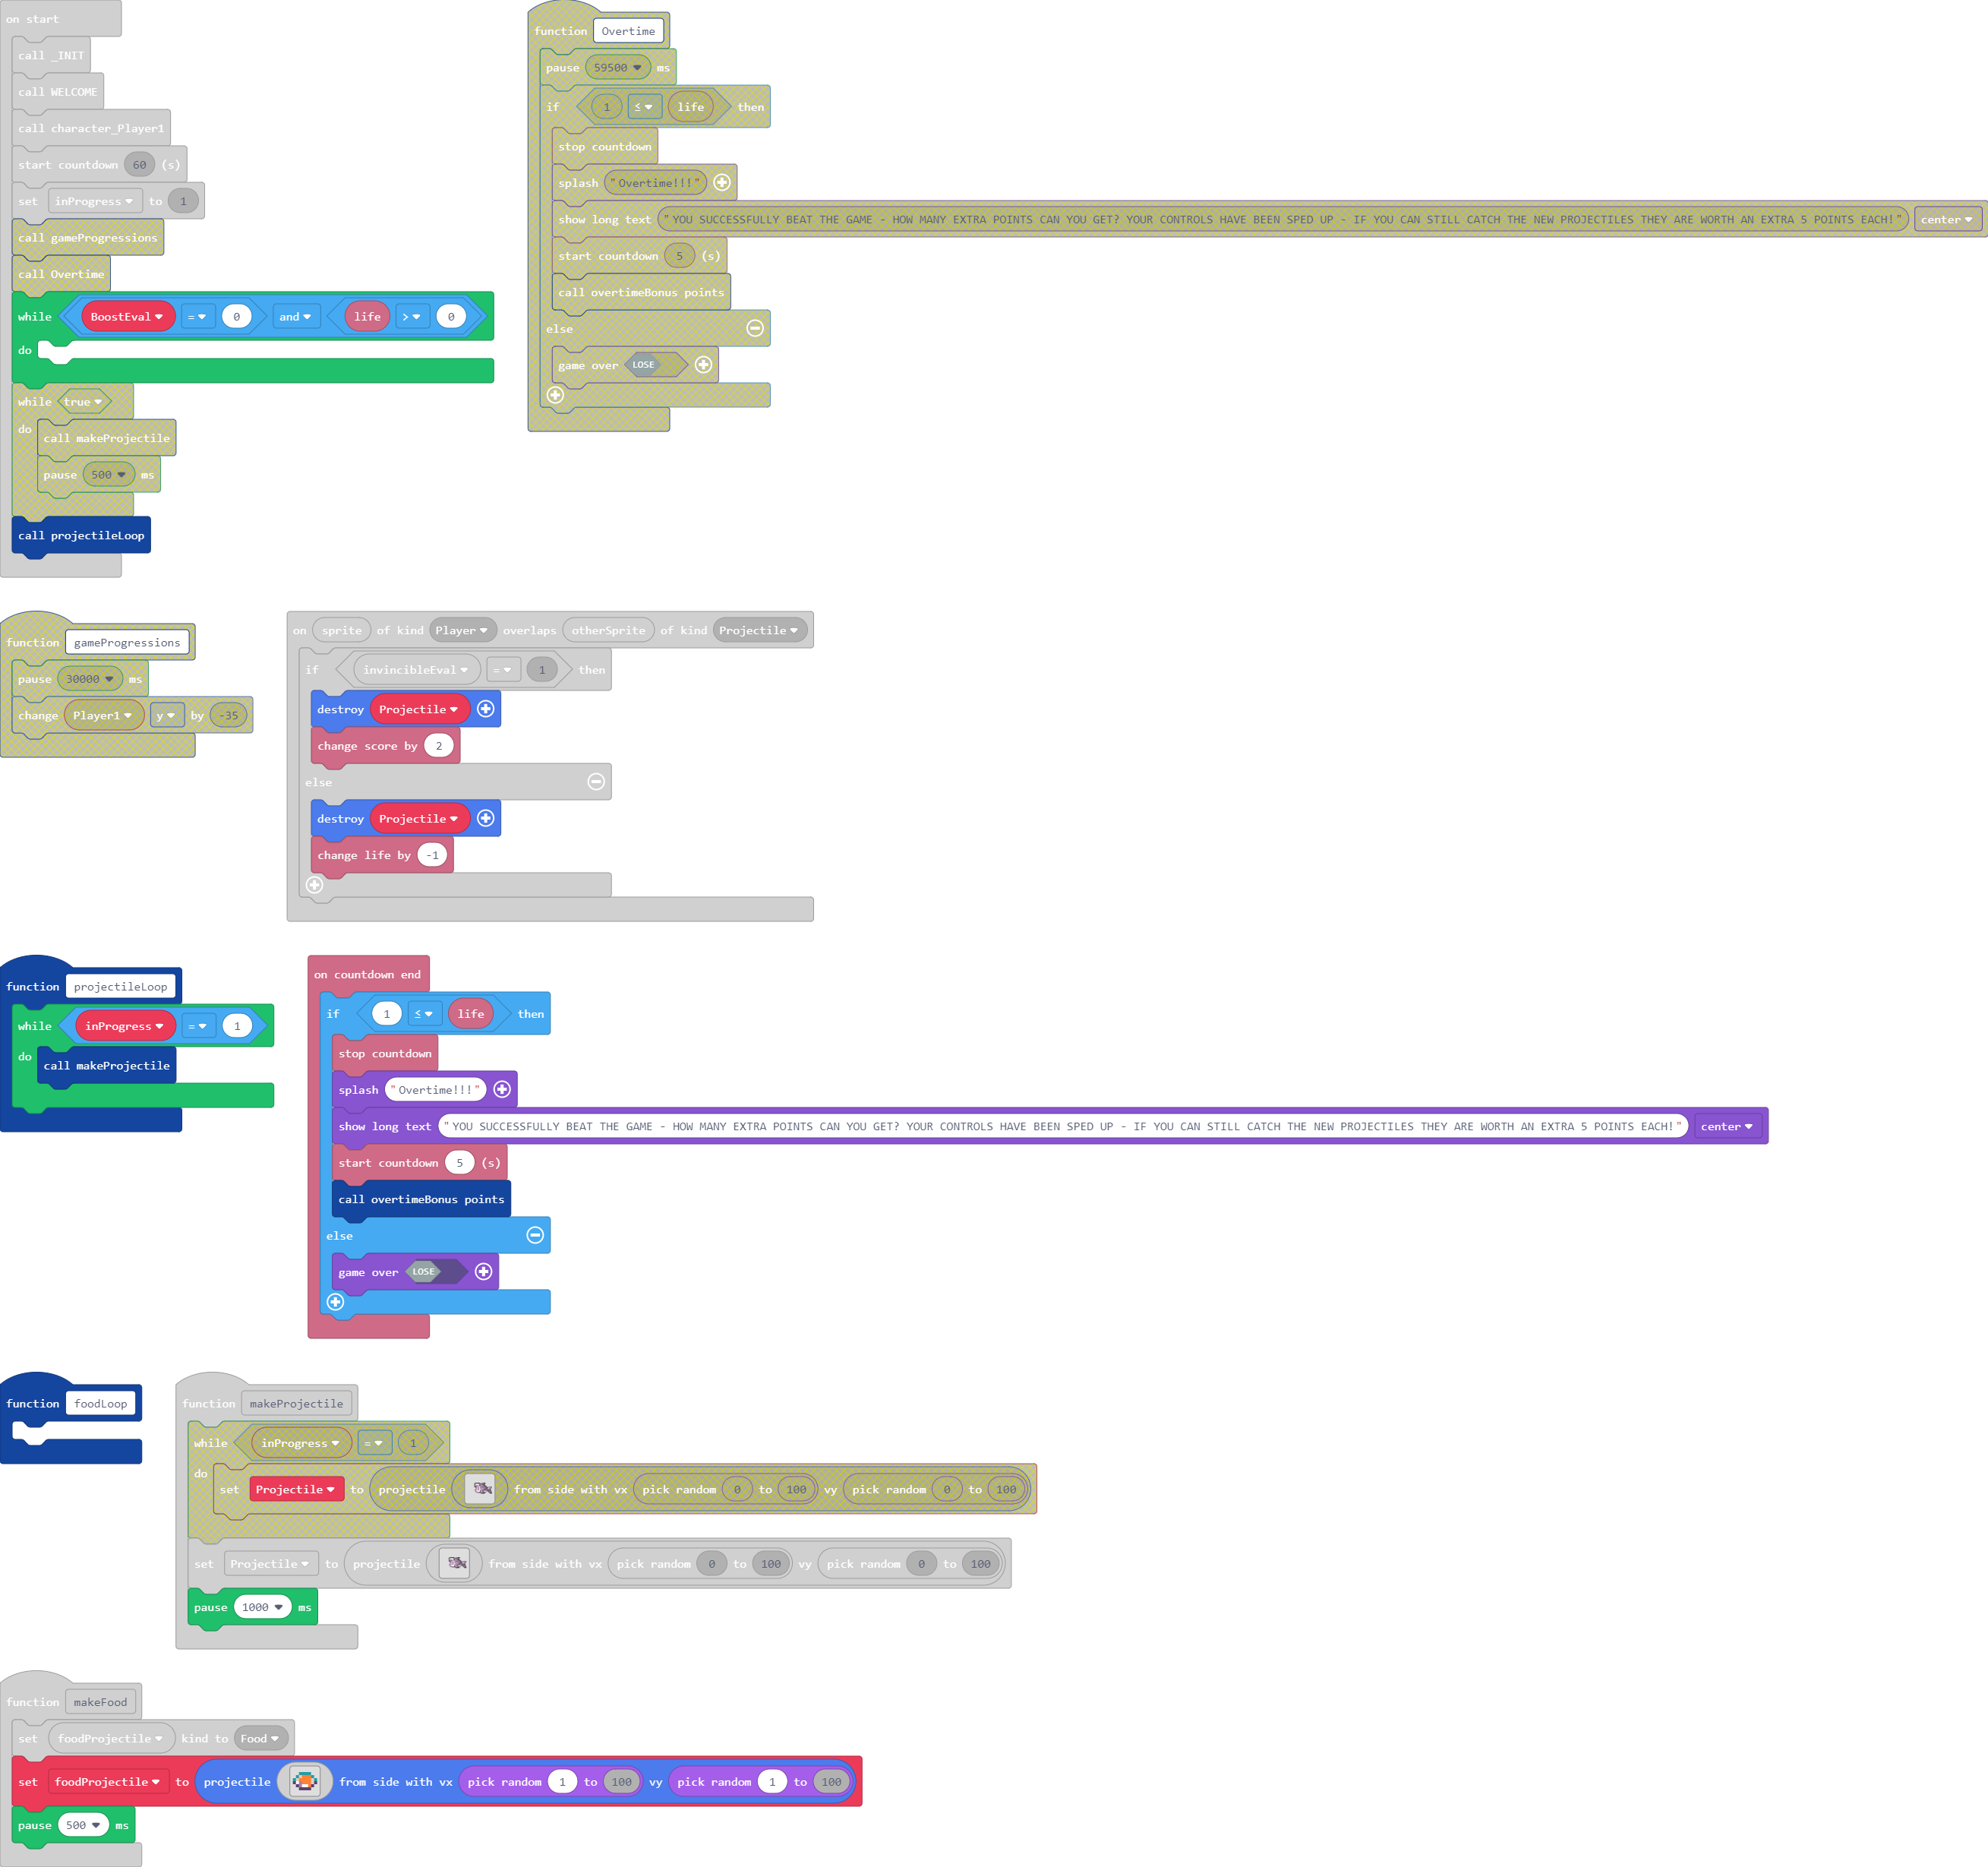 on start
call _INIT
call WELCOME
call character_Player1
start countdown 60 (s)
set inProgress to 1
call gameProgressions
call Overtime
while BoostEval = 0 and life > 0
do
while true
do
call makeProjectile
pause 500 ms
call projectileLoop
function Overtime
pause 59500 ms
if 1 ≤ life then
stop countdown
splash "Overtime!!!"
show long text "YOU SUCCESSFULLY BEAT THE GAME - HOW MANY EXTRA POINTS CAN YOU GET? YOUR CONTROLS HAVE BEEN SPED UP - IF YOU CAN STILL CATCH THE NEW PROJECTILES THEY ARE WORTH AN EXTRA 5 POINTS EACH!" center
start countdown 5 (s)
call overtimeBonus points
else
game over LOSE
function gameProgressions
pause 30000 ms
change Player1 y by -35
on sprite of kind Player overlaps otherSprite of kind Projectile
if invincibleEval = 1 then
destroy Projectile
change score by 2
else
destroy Projectile
change life by -1
function projectileLoop
while inProgress = 1
do
call makeProjectile
on countdown end
if 1 ≤ life then
stop countdown
splash "Overtime!!!"
show long text "YOU SUCCESSFULLY BEAT THE GAME - HOW MANY EXTRA POINTS CAN YOU GET? YOUR CONTROLS HAVE BEEN SPED UP - IF YOU CAN STILL CATCH THE NEW PROJECTILES THEY ARE WORTH AN EXTRA 5 POINTS EACH!" center
start countdown 5 (s)
call overtimeBonus points
else
game over LOSE
function foodLoop
function makeProjectile
while inProgress = 1
do
set Projectile to projectile from side with vx pick random 0 to 100 vy pick random 0 to 100
set Projectile to projectile from side with vx pick random 0 to 100 vy pick random 0 to 100
pause 1000 ms
function makeFood
set foodProjectile kind to Food
set foodProjectile to projectile from side with vx pick random 1 to 100 vy pick random 1 to 100
pause 500 ms